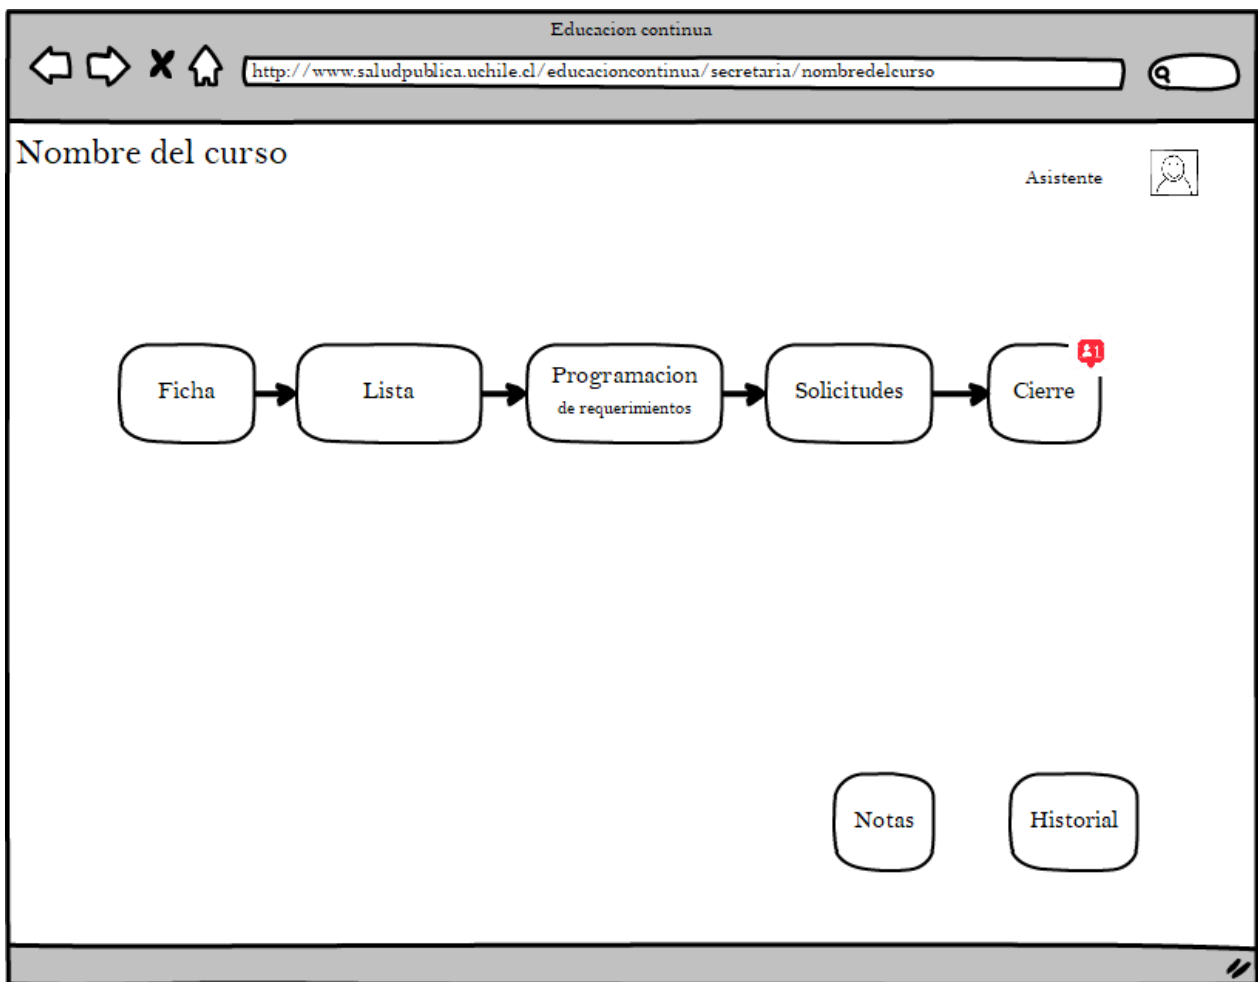 Educacion continua
http://www.saludpublica.uchile.cl/educacioncontinua/secretaria/nombredelcurso
Nombre del curso
Asistente
Ficha
Lista
Programacion
de requerimientos
Solicitudes
Cierre
1
Notas
Historial